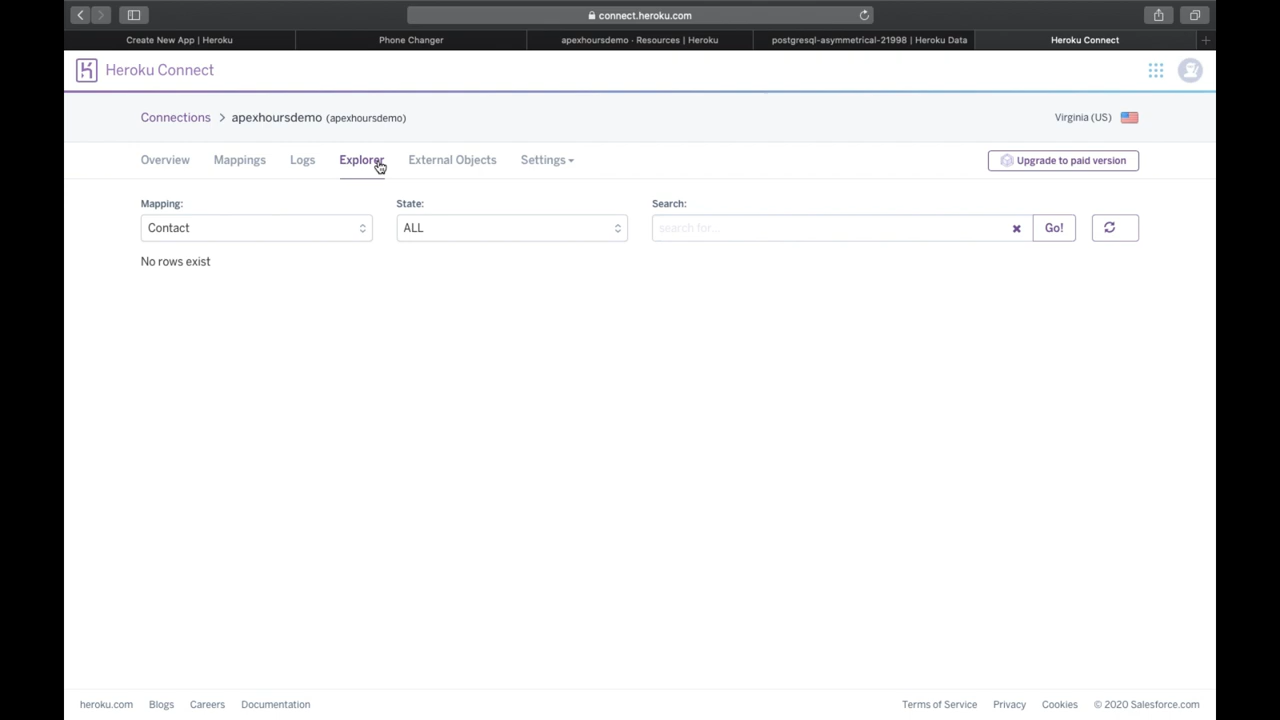 connect.heroku.com
Create New App | Heroku
Phone Changer
apexhoursdemo · Resources | Heroku
postgresql-asymmetrical-21998 | Heroku Data
Heroku Connect
Heroku Connect
Connections > apexhoursdemo (apexhoursdemo)
Virginia (US)
Overview
Mappings
Logs
Explorer
External Objects
Settings
Upgrade to paid version
Mapping:
State:
Search:
Contact
ALL
search for...
Go!
No rows exist
heroku.com
Blogs
Careers
Documentation
Terms of Service
Privacy
Cookies
© 2020 Salesforce.com